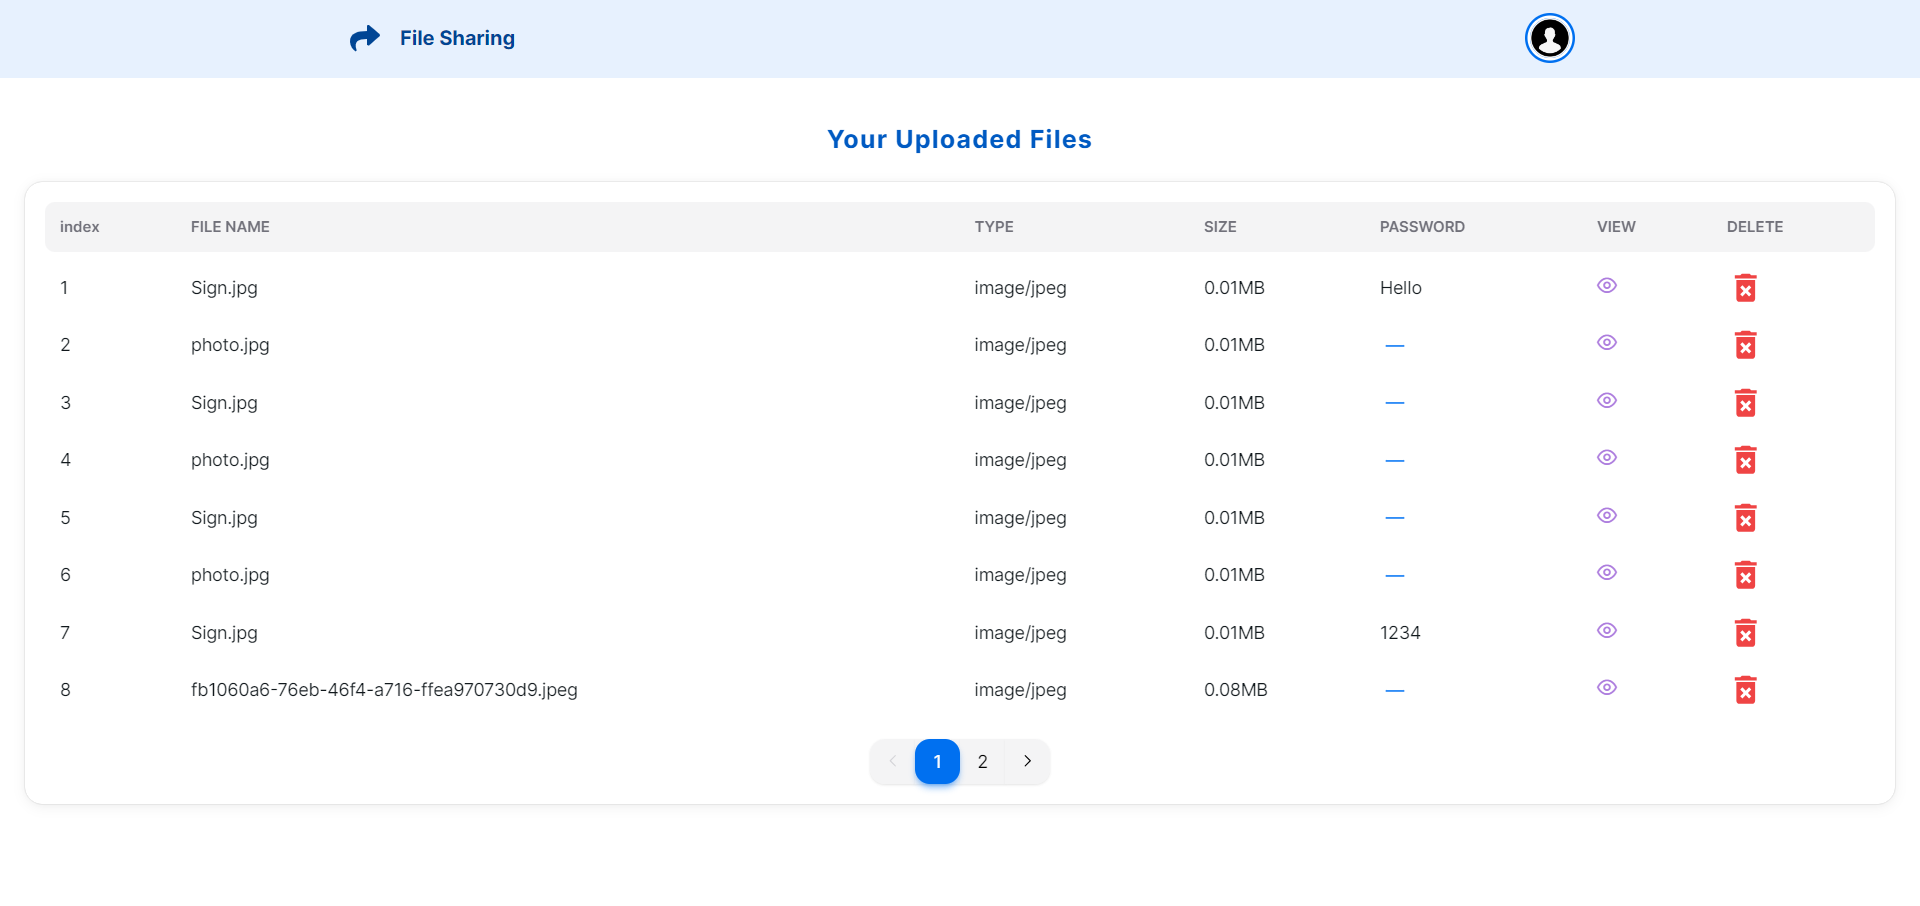 File Sharing
Your Uploaded Files
index FILE NAME TYPE SIZE PASSWORD VIEW DELETE
1 Sign.jpg image/jpeg 0.01MB Hello
2 photo.jpg image/jpeg 0.01MB —
3 Sign.jpg image/jpeg 0.01MB —
4 photo.jpg image/jpeg 0.01MB —
5 Sign.jpg image/jpeg 0.01MB —
6 photo.jpg image/jpeg 0.01MB —
7 Sign.jpg image/jpeg 0.01MB 1234
8 fb1060a6-76eb-46f4-a716-ffea970730d9.jpeg image/jpeg 0.08MB —
1 2